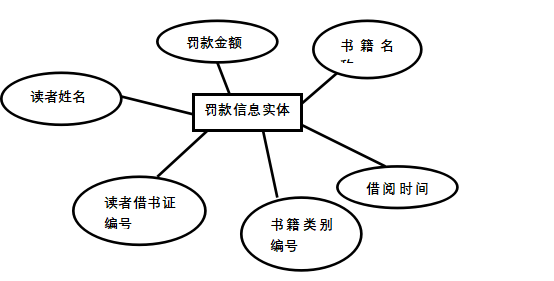 罚款金额
书籍名
读者姓名
罚款信息实体
借阅时间
读者借书证
编号
书籍类别
编号